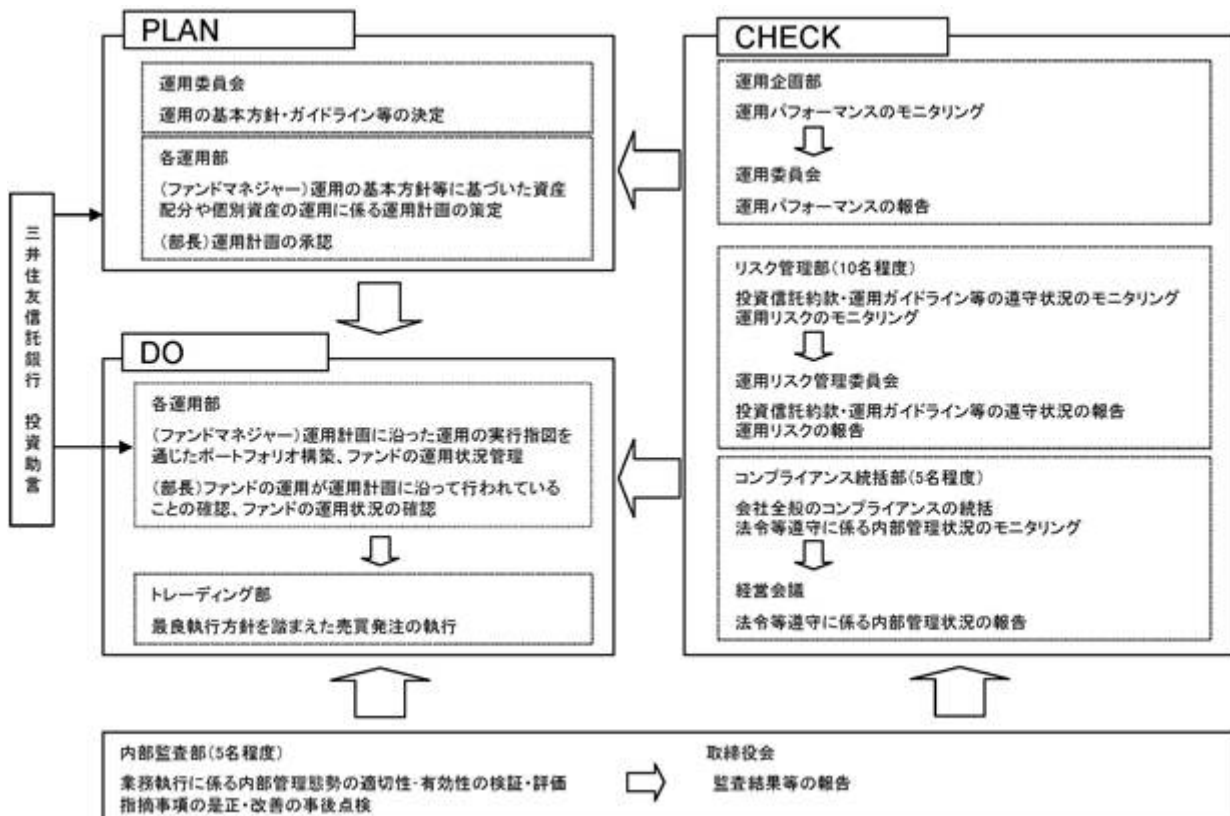 PLAN
運用委員会
運用の基本方針・ガイドライン等の決定
各運用部
(ファンドマネジャー)運用の基本方針等に基づいた資産
配分や個別資産の運用に係る運用計画の策定
(部長)運用計画の承認
三井住友信託銀行 投資助言
DO
各運用部
(ファンドマネジャー)運用計画に沿った運用の実行指図を
通じたポートフォリオ構築、ファンドの運用状況管理
(部長)ファンドの運用が運用計画に沿って行われている
ことの確認、ファンドの運用状況の確認
トレーディング部
最良執行方針を踏まえた売買発注の執行
CHECK
運用企画部
運用パフォーマンスのモニタリング
運用委員会
運用パフォーマンスの報告
リスク管理部(10名程度)
投資信託約款・運用ガイドライン等の遵守状況のモニタリング
運用リスクのモニタリング
運用リスク管理委員会
投資信託約款・運用ガイドライン等の遵守状況の報告
運用リスクの報告
コンプライアンス統括部(5名程度)
会社全般のコンプライアンスの統括
法令等遵守に係る内部管理状況のモニタリング
経営会議
法令等遵守に係る内部管理状況の報告
内部監査部(5名程度)
業務執行に係る内部管理態勢の適切性・有効性の検証・評価
指摘事項の是正・改善の事後点検
取締役会
監査結果等の報告